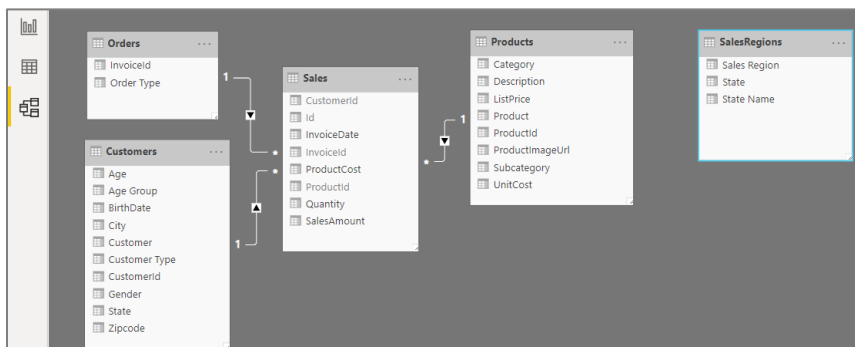 Orders ...
InvoiceId
Order Type
Customers ...
Age
Age Group
BirthDate
City
Customer
Customer Type
CustomerId
Gender
State
Zipcode
1
*
*
1
Sales ...
CustomerId
Id
InvoiceDate
InvoiceId
ProductCost
ProductId
Quantity
SalesAmount
1
*
Products ...
Category
Description
ListPrice
Product
ProductId
ProductImageUrl
Subcategory
UnitCost
SalesRegions ...
Sales Region
State
State Name